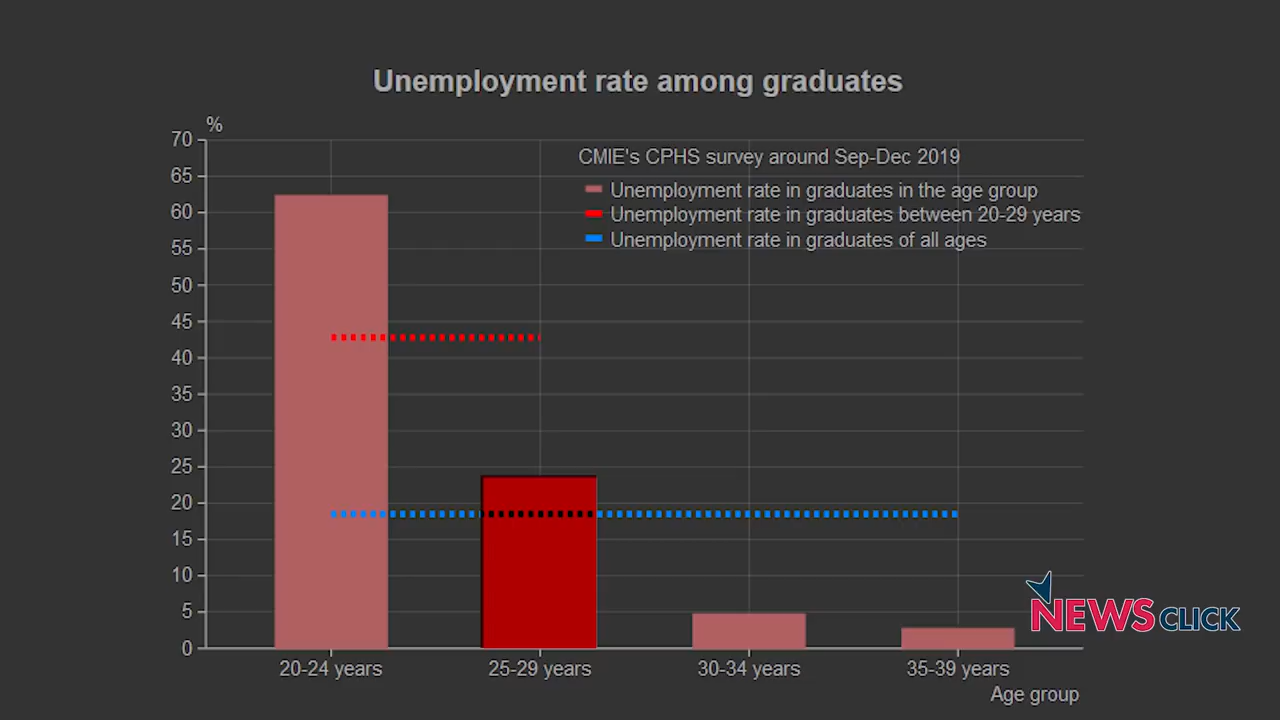 Unemployment rate among graduates
%
70
65
60
55
50
45
40
35
30
25
20
15
10
5
0
CMIE's CPHS survey around Sep-Dec 2019
Unemployment rate in graduates in the age group
Unemployment rate in graduates between 20-29 years
Unemployment rate in graduates of all ages
20-24 years
25-29 years
30-34 years
35-39 years
Age group
NEWSCLICK